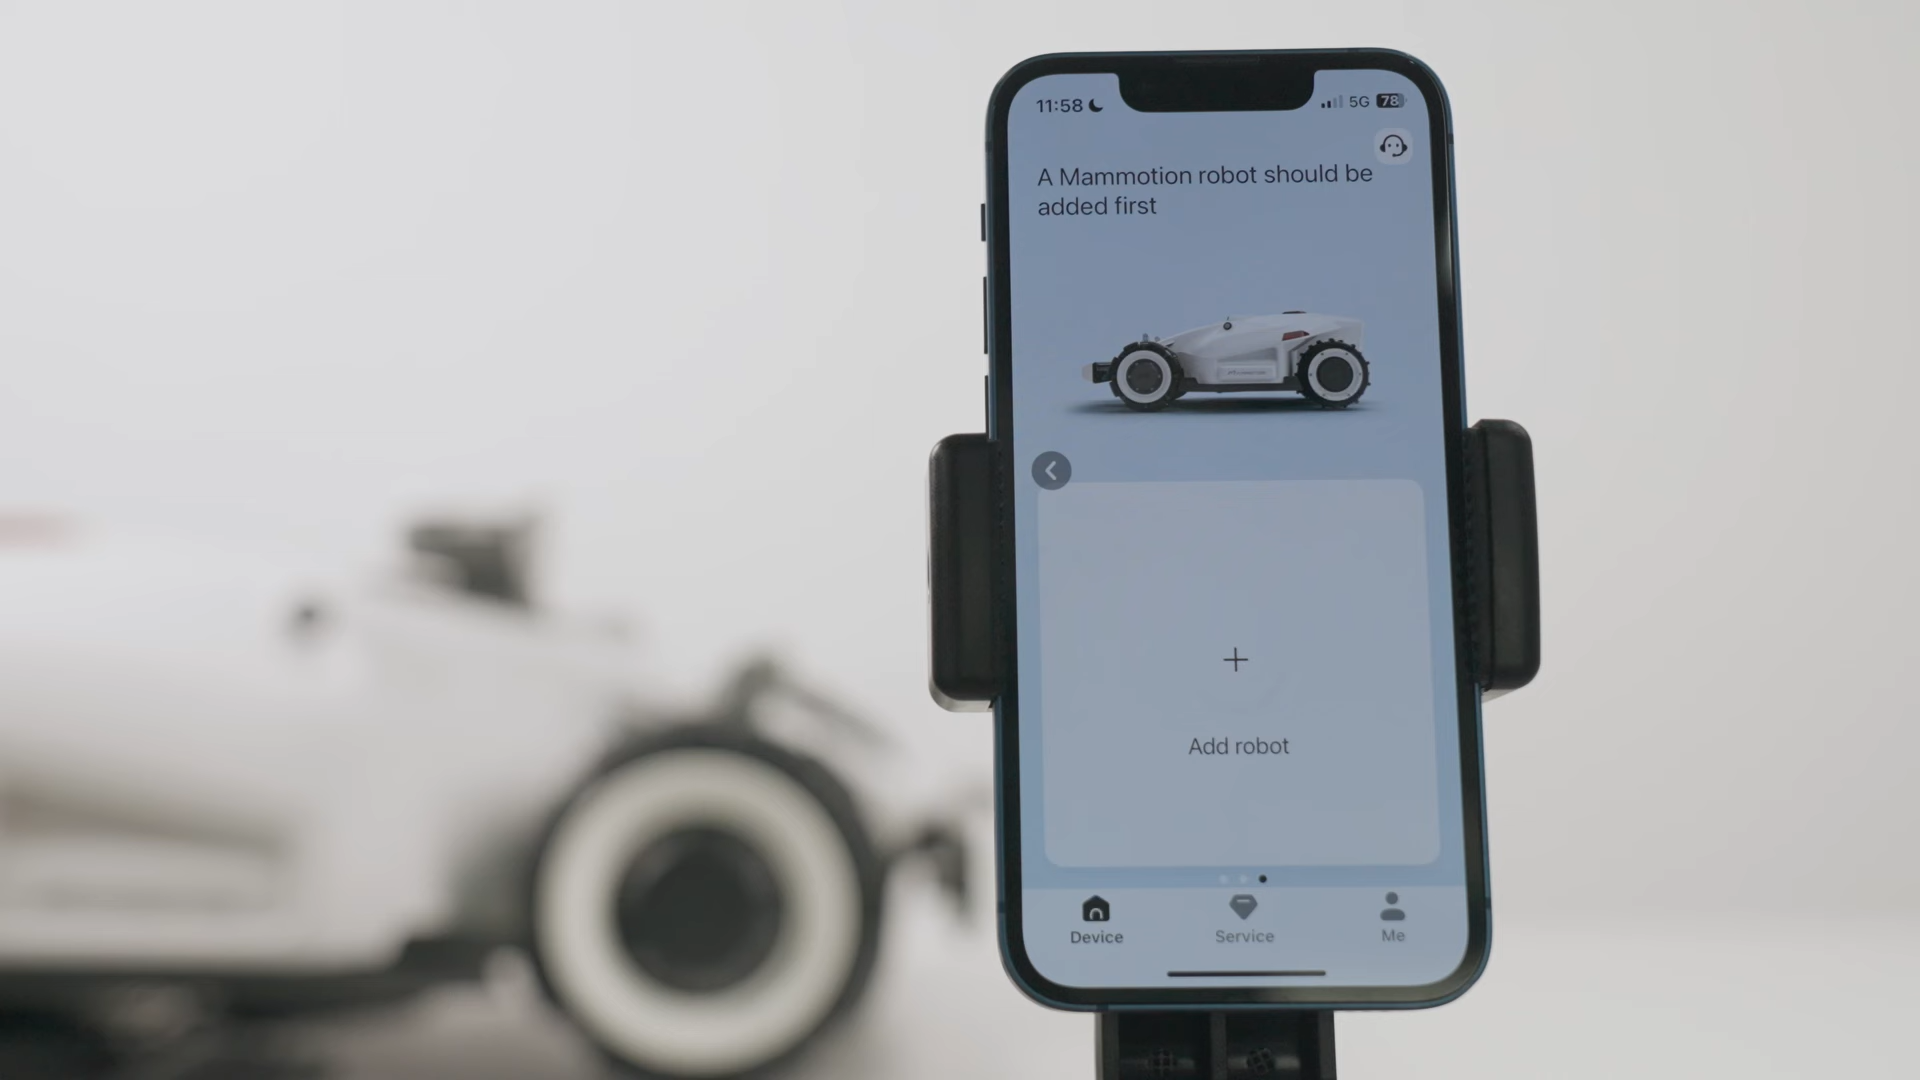 11:58
5G
78
A Mammotion robot should be
added first
Add robot
Device
Service
Me